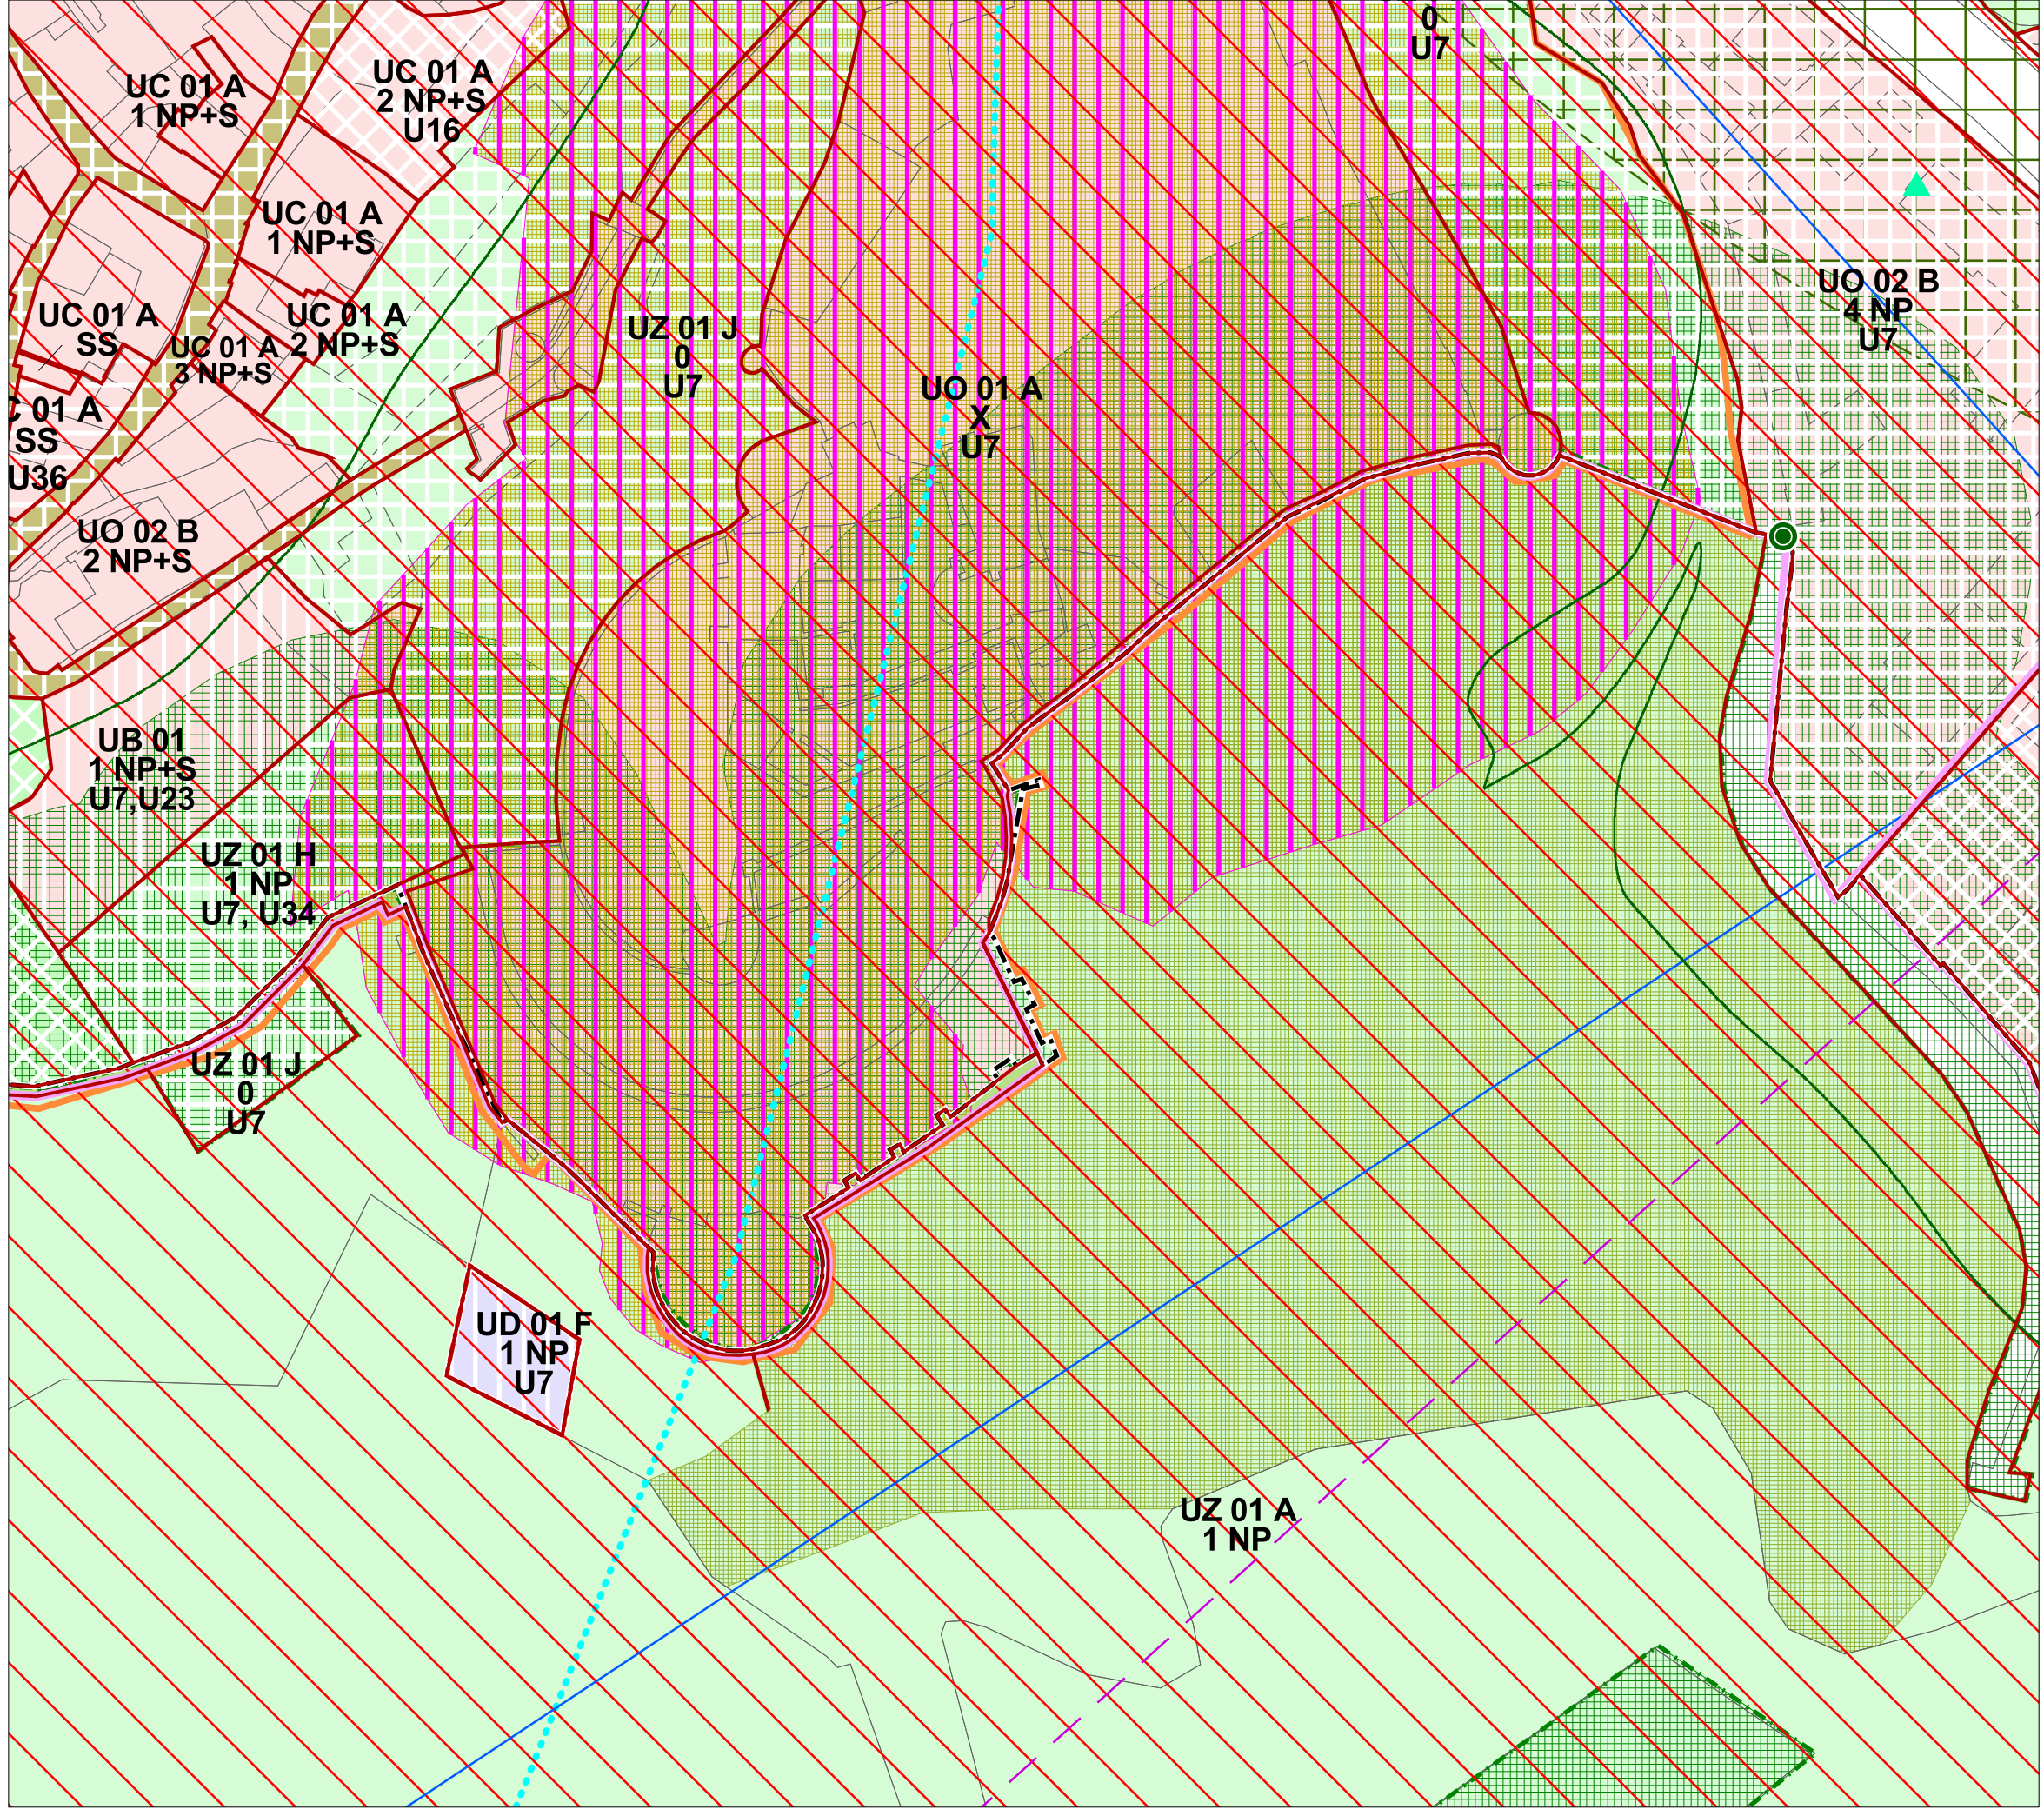 0
U7
UC 01 A
1 NP+S
UC 01 A
2 NP+S
U16
UC 01 A
1 NP+S
UO 02 B
4 NP
U7
UC 01 A
SS
UC 01 A
2 NP+S
UC 01 A
3 NP+S
UZ 01 J
0
U7
UO 01 A
X
U7
C 01 A
SS
U36
UO 02 B
2 NP+S
UB 01
1 NP+S
U7,U23
UZ 01 H
1 NP
U7, U34
UZ 01 J
0
U7
UD 01 F
1 NP
U7
UZ 01 A
1 NP